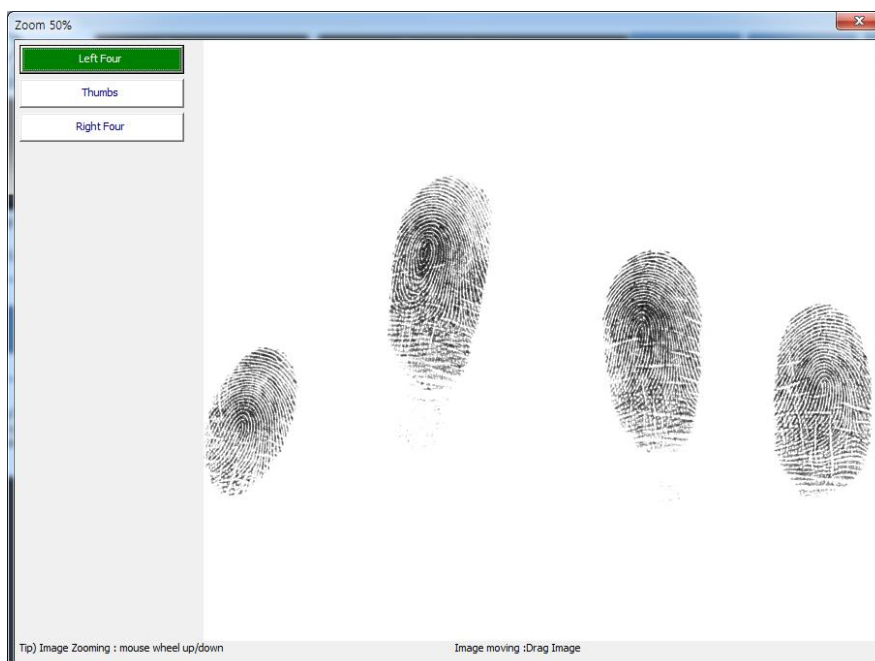 Zoom 50%
Left Four
Thumbs
Right Four
Tip) Image Zooming : mouse wheel up/down
Image moving :Drag Image